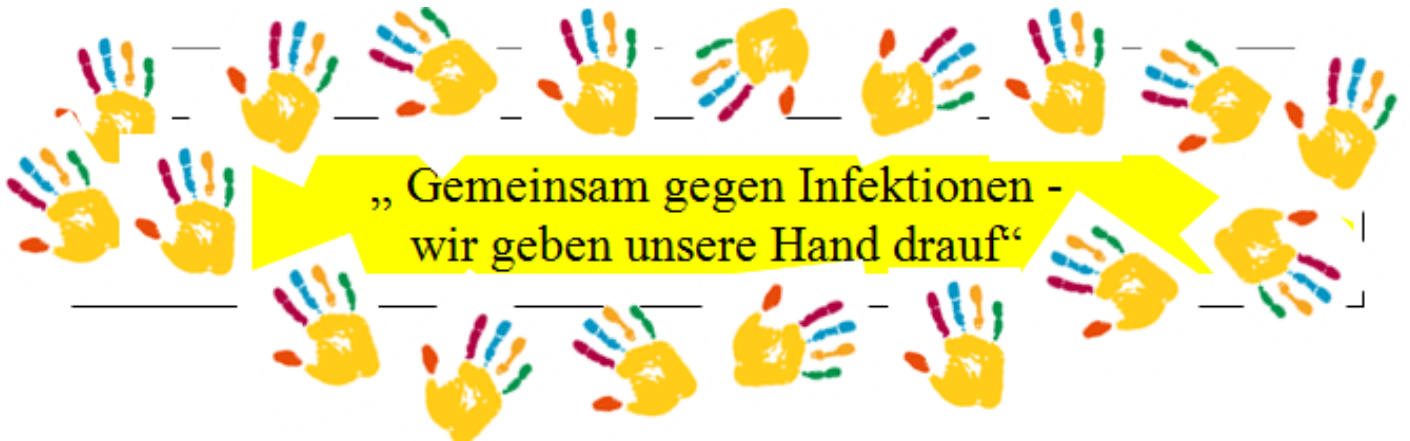 „ Gemeinsam gegen Infektionen -
wir geben unsere Hand drauf“